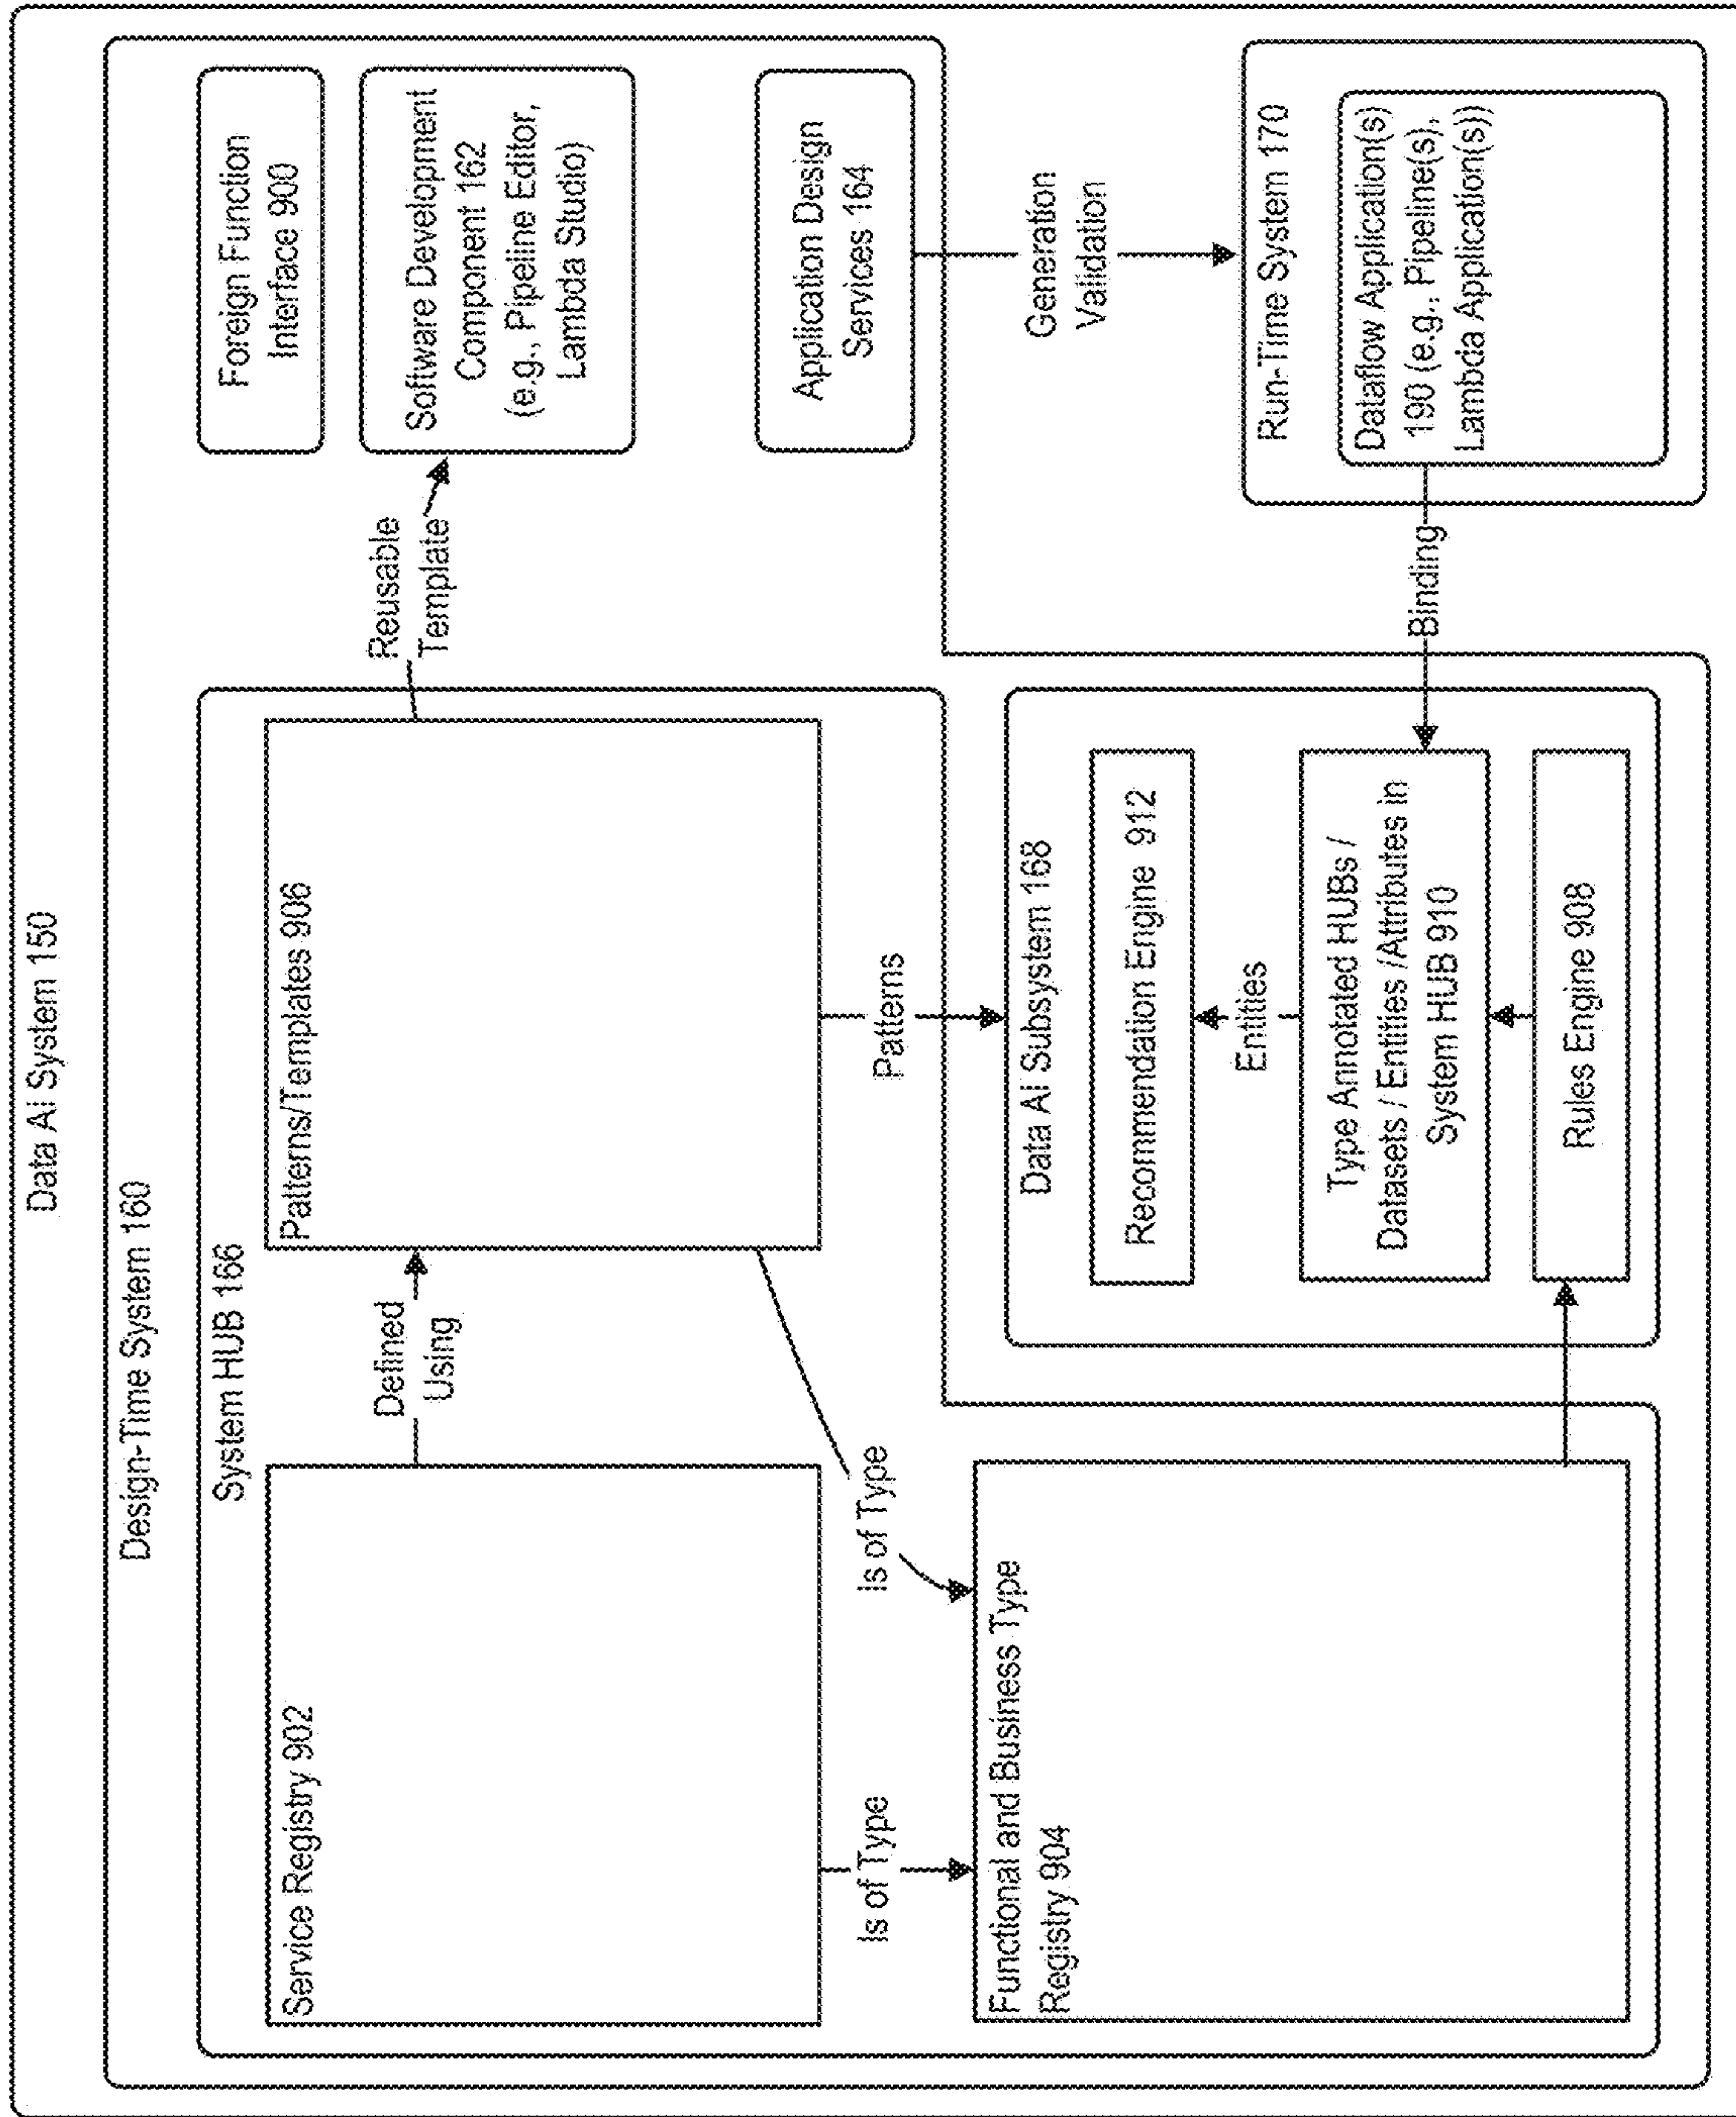 Data AI System 150
Design-Time System 160
System HUB 166
Service Registry 902
Defined
Using
Patterns/Templates 906
Reusable
Template
Foreign Function
Interface 900
Software Development
Component 162
(e.g., Pipeline Editor,
Lambda Studio)
Application Design
Services 164
Is of Type
Is of Type
Patterns
Functional and Business Type
Registry 904
Data AI Subsystem 168
Recommendation Engine 912
Entities
Type Annotated HUBs /
Datasets / Entities /Attributes in
System HUB 910
Rules Engine 908
Generation
Validation
Binding
Run-Time System 170
Dataflow Application(s)
190 (e.g., Pipeline(s),
Lambda Application(s))